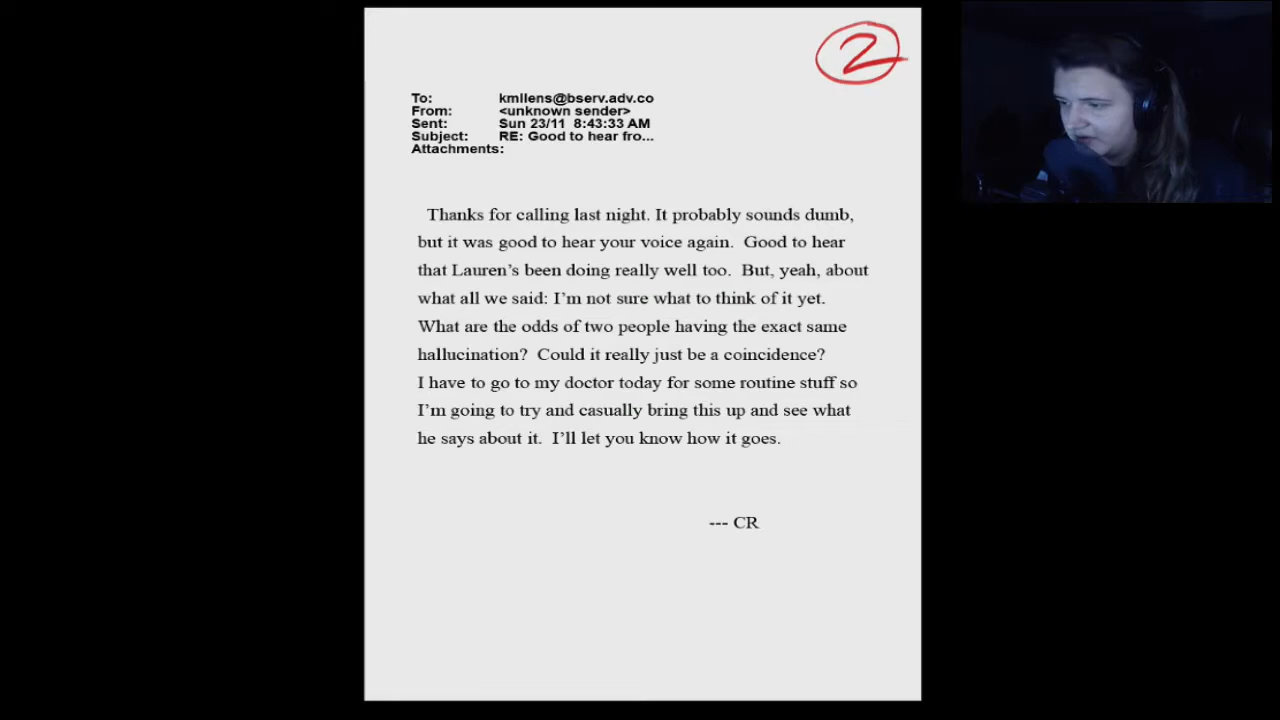 2
To: kmllens@bserv.adv.co
From: <unknown sender>
Sent: Sun 23/11 8:43:33 AM
Subject: RE: Good to hear fro...
Attachments:
Thanks for calling last night. It probably sounds dumb,
but it was good to hear your voice again. Good to hear
that Lauren's been doing really well too. But, yeah, about
what all we said: I'm not sure what to think of it yet.
What are the odds of two people having the exact same
hallucination? Could it really just be a coincidence?
I have to go to my doctor today for some routine stuff so
I'm going to try and casually bring this up and see what
he says about it. I'll let you know how it goes.
--- CR